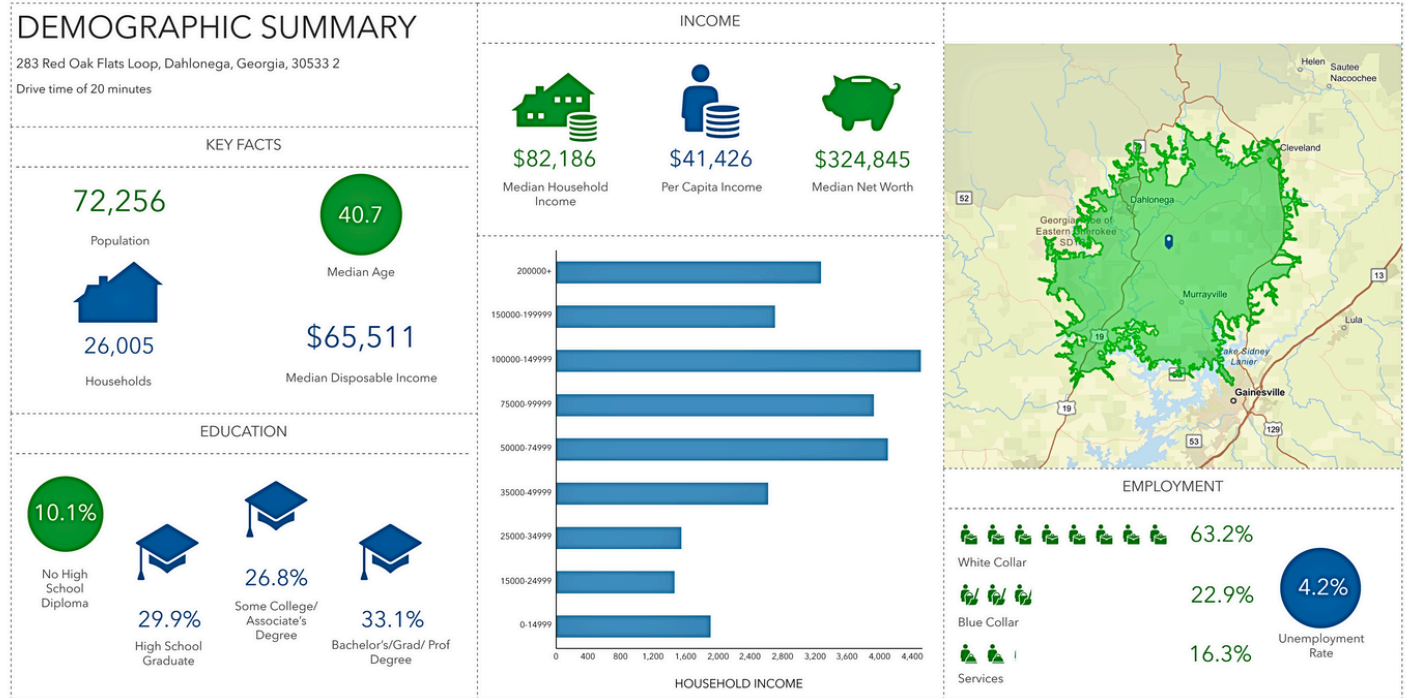 DEMOGRAPHIC SUMMARY
283 Red Oak Flats Loop, Dahlonega, Georgia, 30533 2
Drive time of 20 minutes
KEY FACTS
72,256
Population
40.7
Median Age
26,005
Households
$65,511
Median Disposable Income
EDUCATION
10.1%
No High
School
Diploma
29.9%
High School
Graduate
26.8%
Some College/
Associate's
Degree
33.1%
Bachelor's/Grad/ Prof
Degree
INCOME
$82,186
Median Household
Income
$41,426
Per Capita Income
$324,845
Median Net Worth
200000+
150000-199999
100000-149999
75000-99999
50000-74999
35000-49999
25000-34999
15000-24999
0-14999
0 400 800 1,200 1,600 2,000 2,400 2,800 3,200 3,600 4,000 4,400
HOUSEHOLD INCOME
Helen
Sautee
Nacoochee
Cleveland
52
Dahlonega
Eastern Cherokee
13
Murrayville
Lula
19
Lanier
Gainesville
19
129
53
EMPLOYMENT
63.2%
White Collar
22.9%
Blue Collar
16.3%
Services
4.2%
Unemployment
Rate